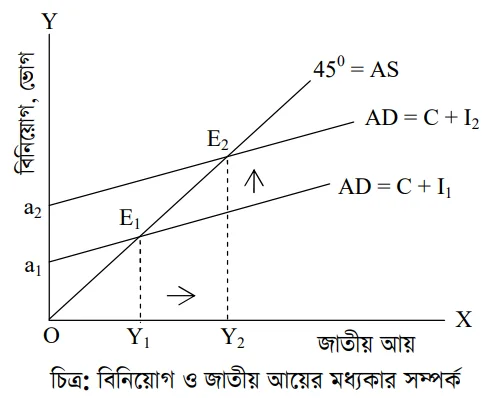 Y
45⁰ = AS
AD = C + I₂
E₂
AD = C + I₁
বিনিয়োগ, ভোগ
a₂
E₁
a₁
O
Y₁
Y₂
X
জাতীয় আয়
চিত্র: বিনিয়োগ ও জাতীয় আয়ের মধ্যকার সম্পর্ক